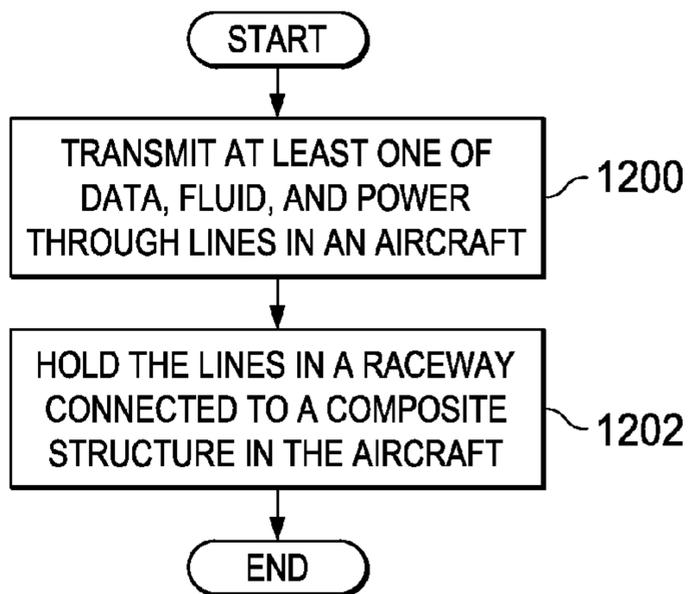 START
TRANSMIT AT LEAST ONE OF
DATA, FLUID, AND POWER
THROUGH LINES IN AN AIRCRAFT
1200
HOLD THE LINES IN A RACEWAY
CONNECTED TO A COMPOSITE
STRUCTURE IN THE AIRCRAFT
1202
END